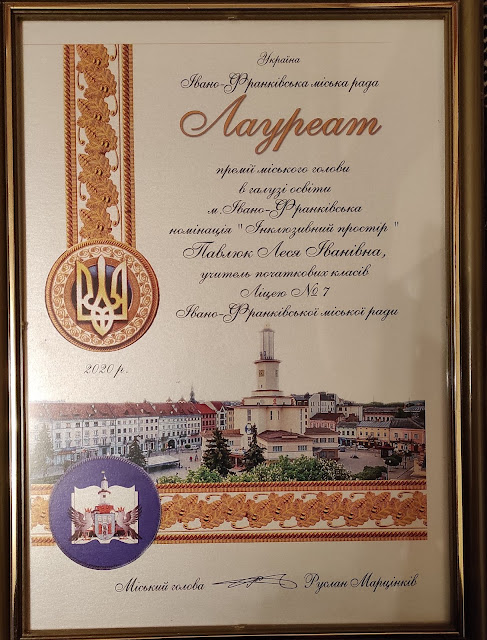 Україна
Івано-Франківська міська рада
Лауреат
премії міського голови
в галузі освіти
м.Івано-Франківська
номінація "Інклюзивний простір "
Павлюк Леся Іванівна,
учитель початкових класів
Ліцею № 7
Івано-Франківської міської ради
2020 р.
Міський голова Руслан Марцінків